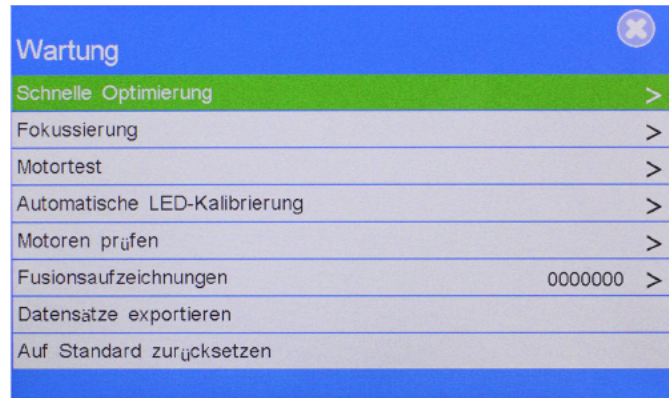 Wartung
Schnelle Optimierung >
Fokussierung >
Motortest >
Automatische LED-Kalibrierung >
Motoren prüfen >
Fusionsaufzeichnungen 0000000 >
Datensätze exportieren
Auf Standard zurücksetzen